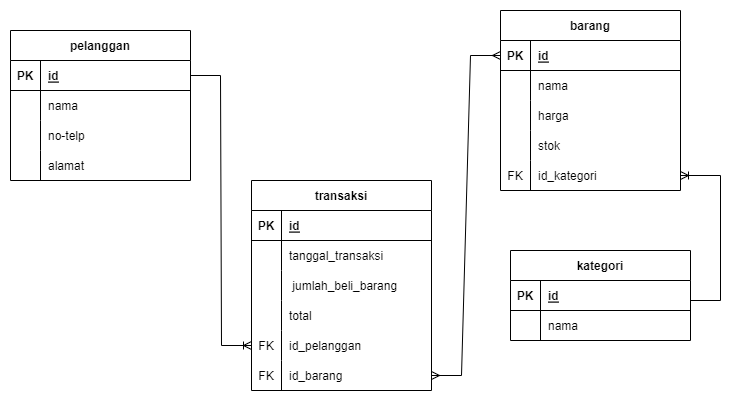 pelanggan
PK id
nama
no-telp
alamat
transaksi
PK id
tanggal_transaksi
jumlah_beli_barang
total
FK id_pelanggan
FK id_barang
barang
PK id
nama
harga
stok
FK id_kategori
kategori
PK id
nama